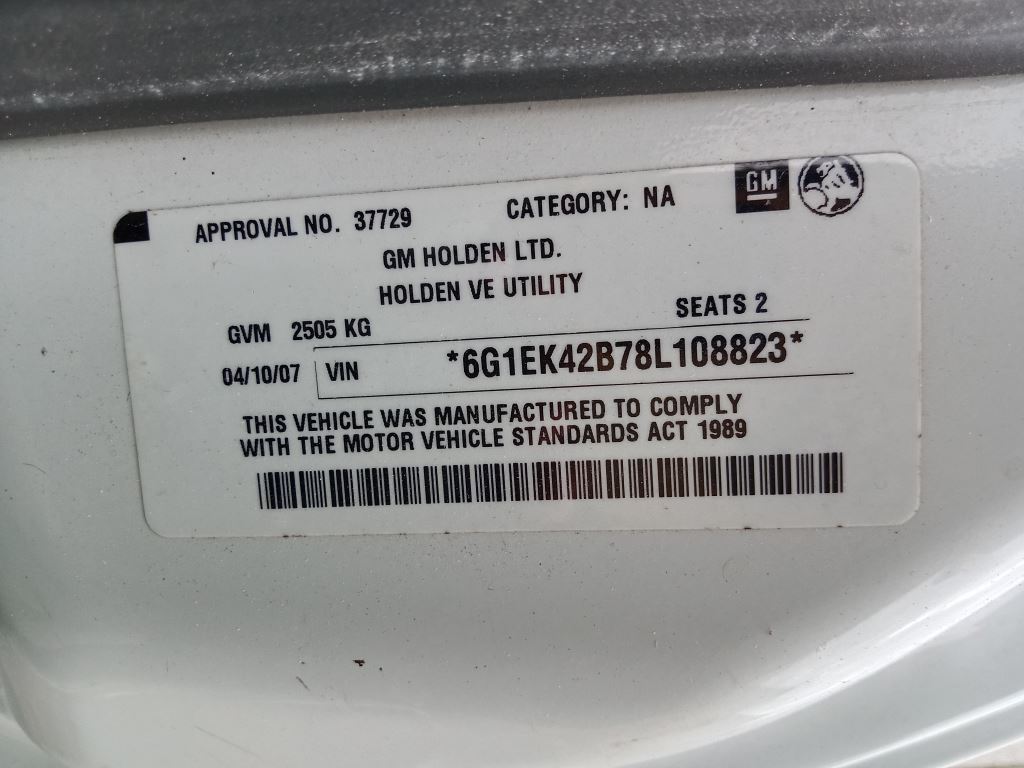 APPROVAL NO. 37729 CATEGORY: NA GM
GM HOLDEN LTD.
HOLDEN VE UTILITY
GVM 2505 KG SEATS 2
04/10/07 VIN *6G1EK42B78L108823*
THIS VEHICLE WAS MANUFACTURED TO COMPLY
WITH THE MOTOR VEHICLE STANDARDS ACT 1989